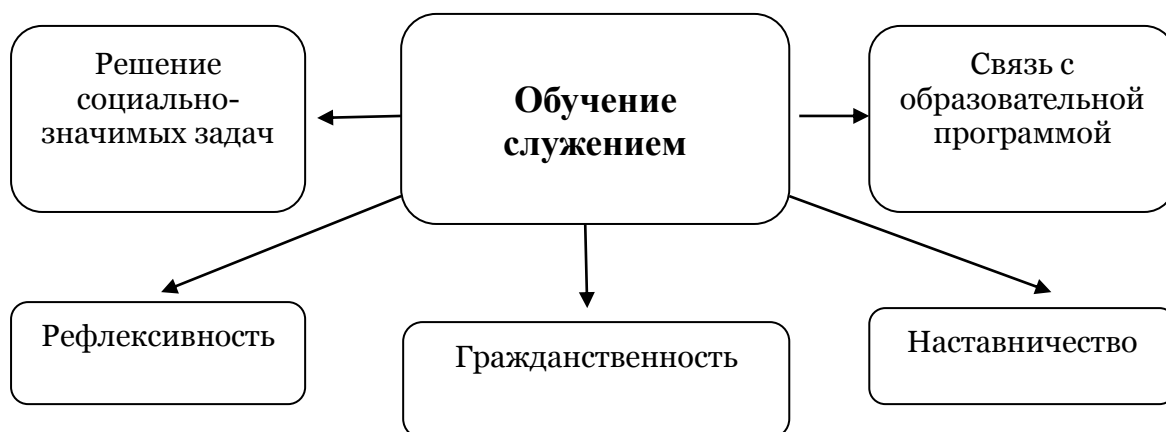 Решение
социально-
значимых задач
Обучение
служением
Связь с
образовательной
программой
Рефлексивность
Гражданственность
Наставничество